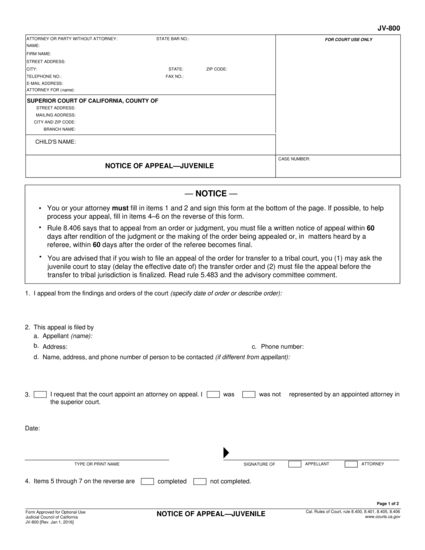 JV-800
ATTORNEY OR PARTY WITHOUT ATTORNEY: STATE BAR NO.:
FOR COURT USE ONLY
NAME:
FIRM NAME:
STREET ADDRESS:
CITY: STATE: ZIP CODE:
TELEPHONE NO.: FAX NO.:
E-MAIL ADDRESS:
ATTORNEY FOR (name):
SUPERIOR COURT OF CALIFORNIA, COUNTY OF
STREET ADDRESS:
MAILING ADDRESS:
CITY AND ZIP CODE:
BRANCH NAME:
CHILD'S NAME:
NOTICE OF APPEAL—JUVENILE
CASE NUMBER:
— NOTICE —
• You or your attorney must fill in items 1 and 2 and sign this form at the bottom of the page. If possible, to help
process your appeal, fill in items 4–6 on the reverse of this form.
• Rule 8.406 says that to appeal from an order or judgment, you must file a written notice of appeal within 60
days after rendition of the judgment or the making of the order being appealed or, in matters heard by a
referee, within 60 days after the order of the referee becomes final.
• You are advised that if you wish to file an appeal of the order for transfer to a tribal court, you (1) may ask the
juvenile court to stay (delay the effective date of) the transfer order and (2) must file the appeal before the
transfer to tribal jurisdiction is finalized. Read rule 5.483 and the advisory committee comment.
1. I appeal from the findings and orders of the court (specify date of order or describe order):
2. This appeal is filed by
a. Appellant (name):
b. Address: c. Phone number:
d. Name, address, and phone number of person to be contacted (if different from appellant):
3. I request that the court appoint an attorney on appeal. I was was not represented by an appointed attorney in
the superior court.
Date:
TYPE OR PRINT NAME SIGNATURE OF APPELLANT ATTORNEY
4. Items 5 through 7 on the reverse are completed not completed.
Page 1 of 2
Form Approved for Optional Use
Judicial Council of California
JV-800 [Rev. Jan 1, 2016]
NOTICE OF APPEAL—JUVENILE
Cal. Rules of Court, rule 8.400, 8.401, 8.405, 8.406
www.courts.ca.gov